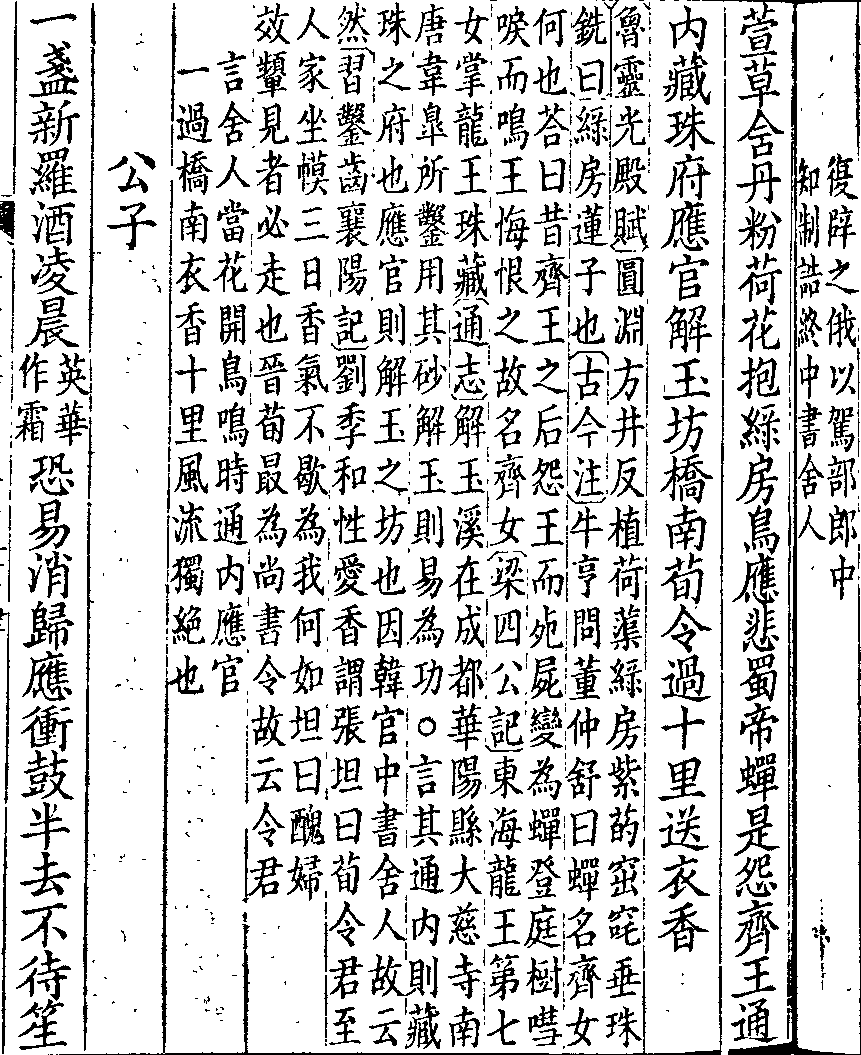 復辟之俄以駕部郎中
知制誥終中書舍人
萱草含丹粉荷花抱綠房鳥應悲蜀帝蟬是怨齊王通
內藏珠府應官解玉坊橋南荀令過十里送衣香
魯靈光殿賦圓淵方井反植荷蕖綠房紫菂窋窀垂珠
銑曰綠房蓮子也古今注牛亨問董仲舒曰蟬名齊女
何也荅曰昔齊王之后怨王而死屍變為蟬登庭樹嘒
唳而鳴王悔恨之故名齊女梁四公記東海龍王第七
女掌龍王珠藏通志解玉溪在成都華陽縣大慈寺南
唐韋臯所鑿用其砂解玉則易為功○言其通內則藏
珠之府也應官則解玉之坊也因韓官中書舍人故云
然習鑿齒襄陽記劉季和性愛香謂張坦曰荀令君至
人家坐幙三日香氣不歇為我何如坦曰醜婦
效顰見者必走也晉荀最為尚書令故云令君
言舍人當花開鳥鳴時通內應官
一過橋南衣香十里風流獨絕也
公子
一盞新羅酒凌晨英華作霜恐易消歸應衝鼓半去不待笙